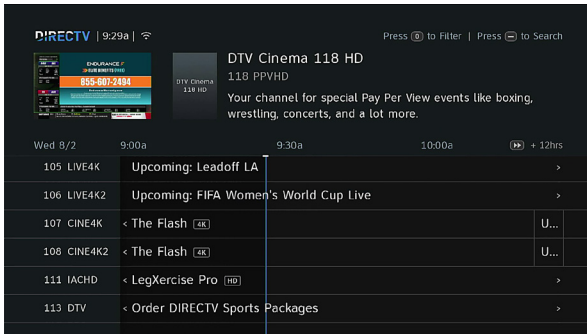 DIRECTV | 9:29a |
Press 0 to Filter | Press to Search
ENDURANCE
855-607-2494
DTV Cinema
118 HD
DTV Cinema 118 HD
118 PPVHD
Your channel for special Pay Per View events like boxing,
wrestling, concerts, and a lot more.
Wed 8/2 9:00a 9:30a 10:00a + 12hrs
105 LIVE4K Upcoming: Leadoff LA >
106 LIVE4K2 Upcoming: FIFA Women's World Cup Live >
107 CINE4K < The Flash 4K U...
108 CINE4K2 < The Flash 4K U...
111 IACHD < LegXercise Pro HD >
113 DTV < Order DIRECTV Sports Packages >